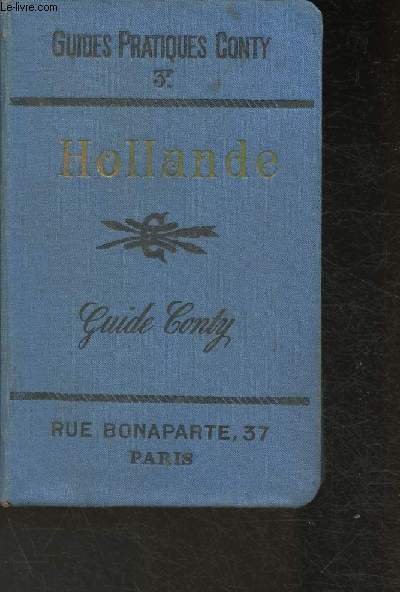 Le-livre.com
GUIDES PRATIQUES CONTY
3F.
Hollande
Guide Conty
RUE BONAPARTE, 37
PARIS